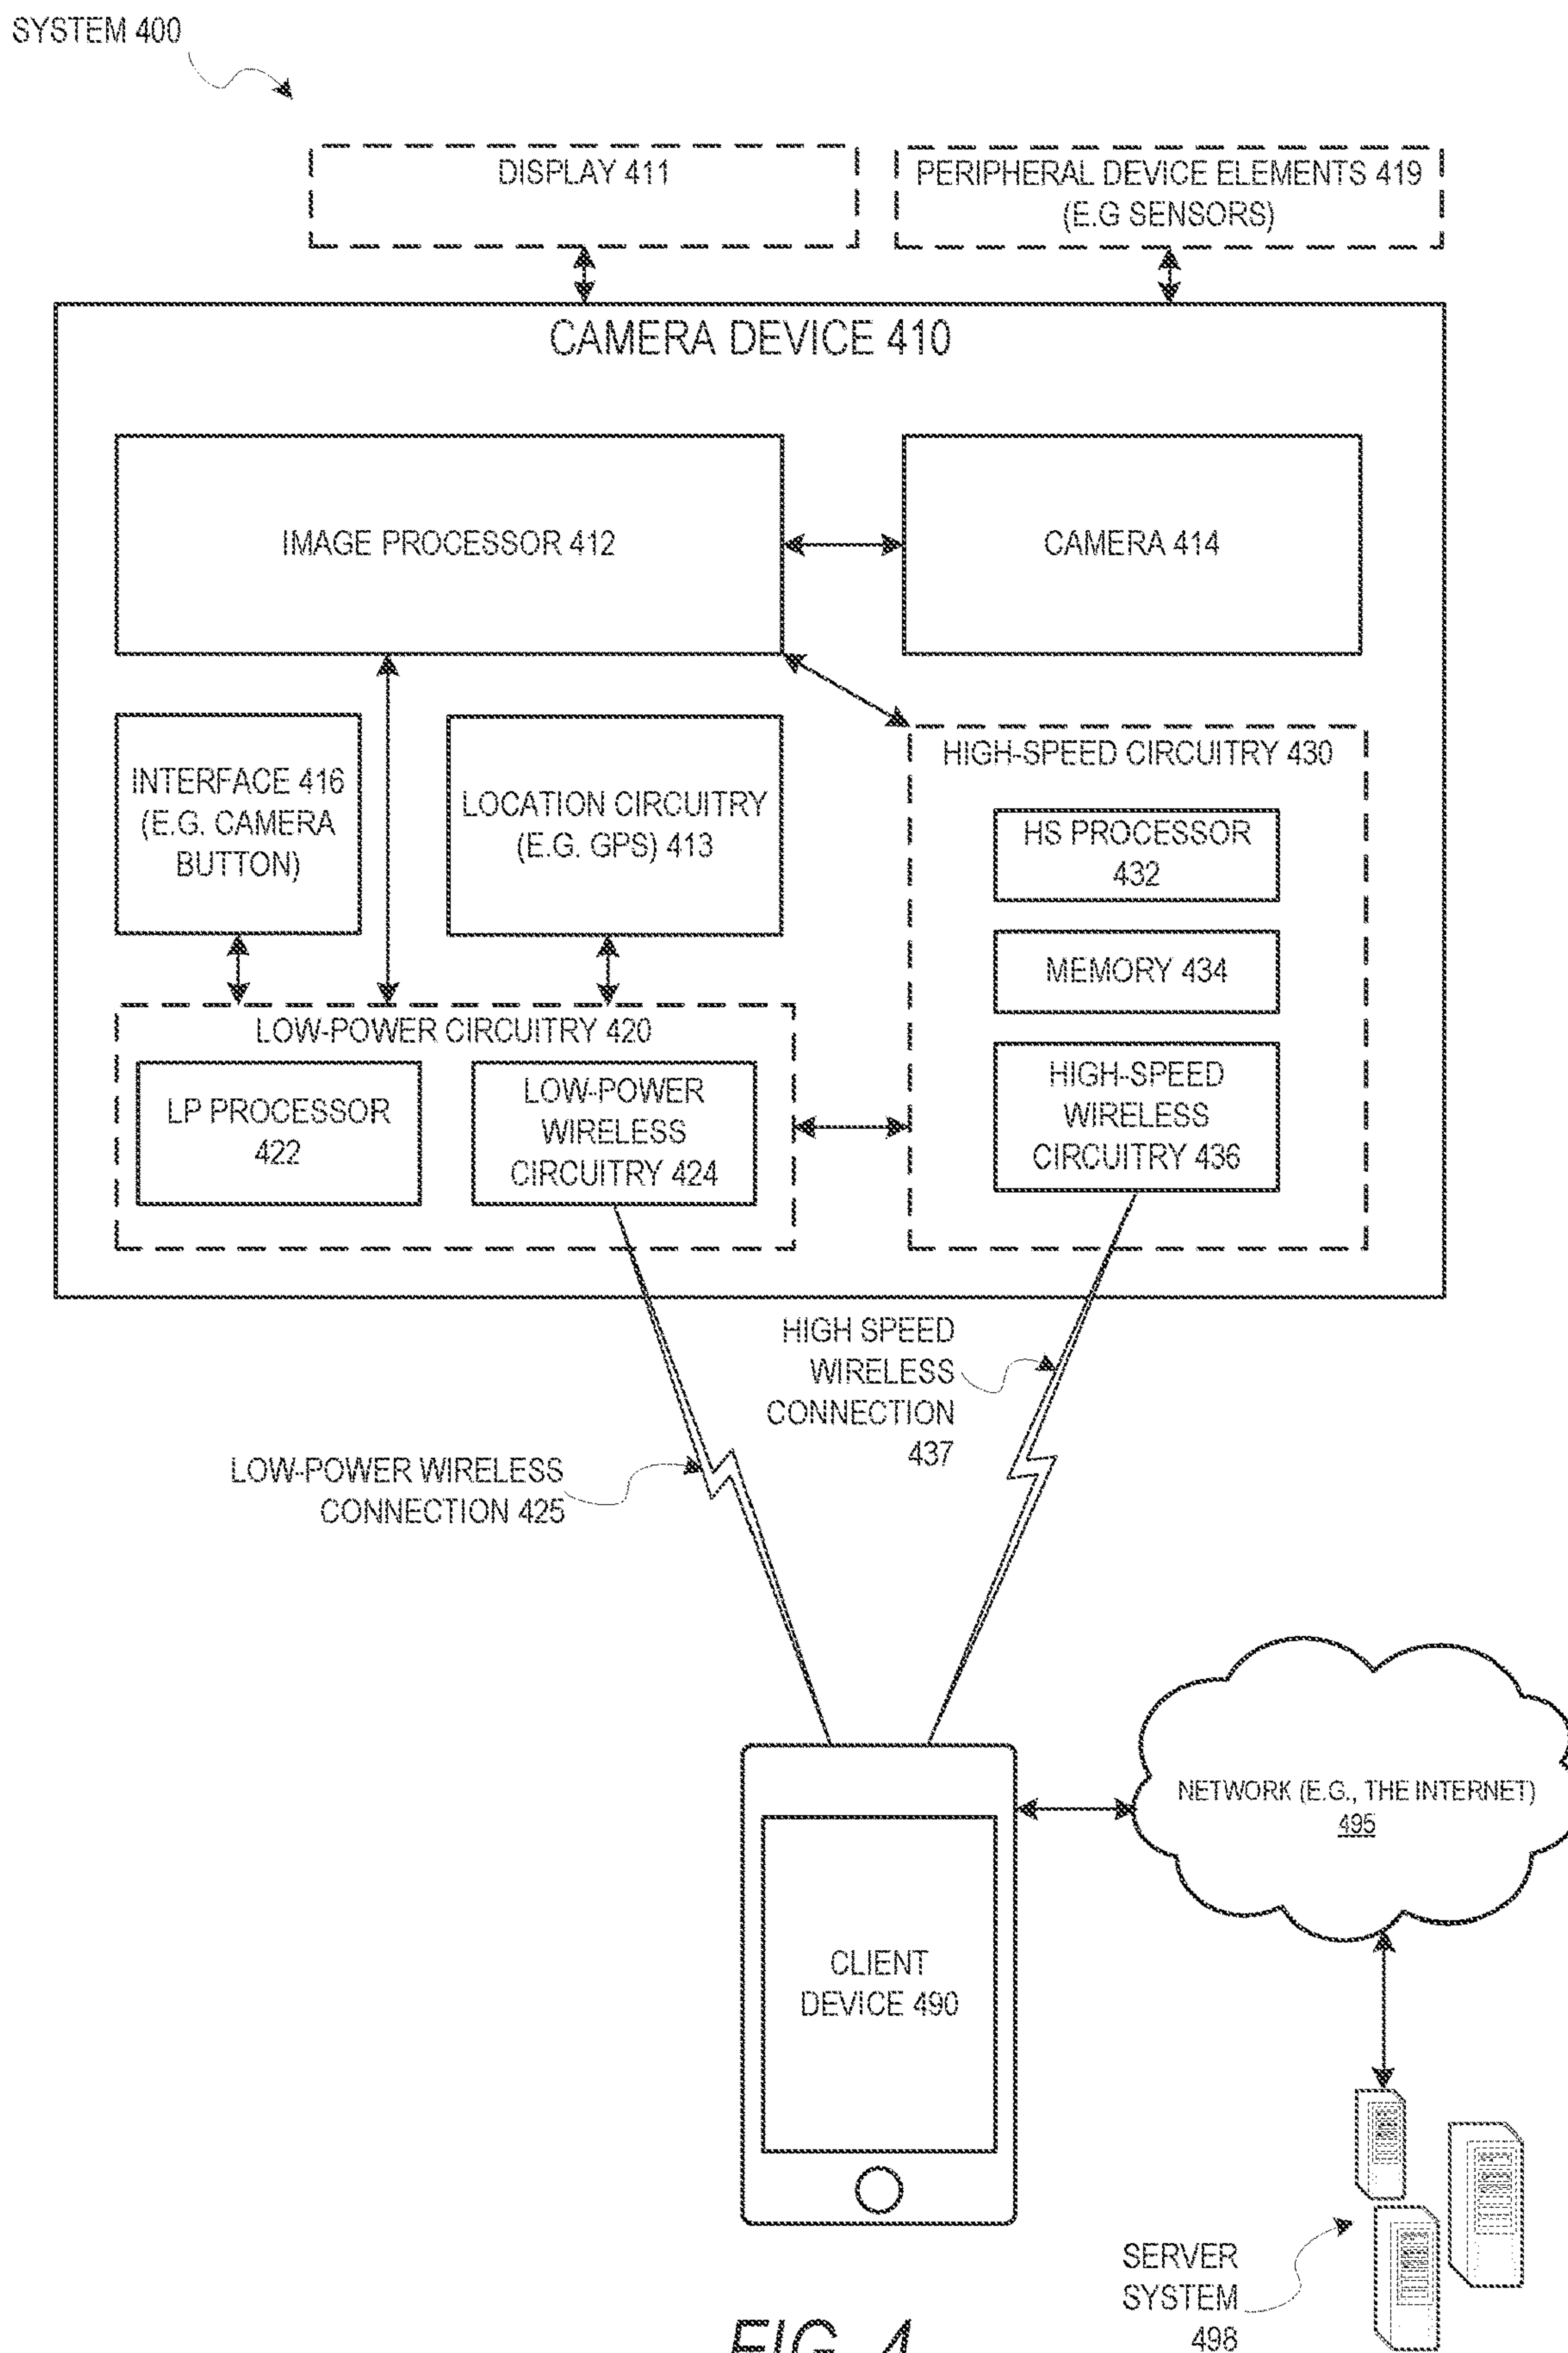 SYSTEM 400
DISPLAY 411
PERIPHERAL DEVICE ELEMENTS 419
(E.G SENSORS)
CAMERA DEVICE 410
IMAGE PROCESSOR 412
CAMERA 414
INTERFACE 416
(E.G. CAMERA
BUTTON)
LOCATION CIRCUITRY
(E.G. GPS) 413
HIGH-SPEED CIRCUITRY 430
HS PROCESSOR
432
MEMORY 434
HIGH-SPEED
WIRELESS
CIRCUITRY 436
LOW-POWER CIRCUITRY 420
LP PROCESSOR
422
LOW-POWER
WIRELESS
CIRCUITRY 424
HIGH SPEED
WIRELESS
CONNECTION
437
LOW-POWER WIRELESS
CONNECTION 425
NETWORK (E.G., THE INTERNET)
495
CLIENT
DEVICE 490
SERVER
SYSTEM
498
FIG. 4